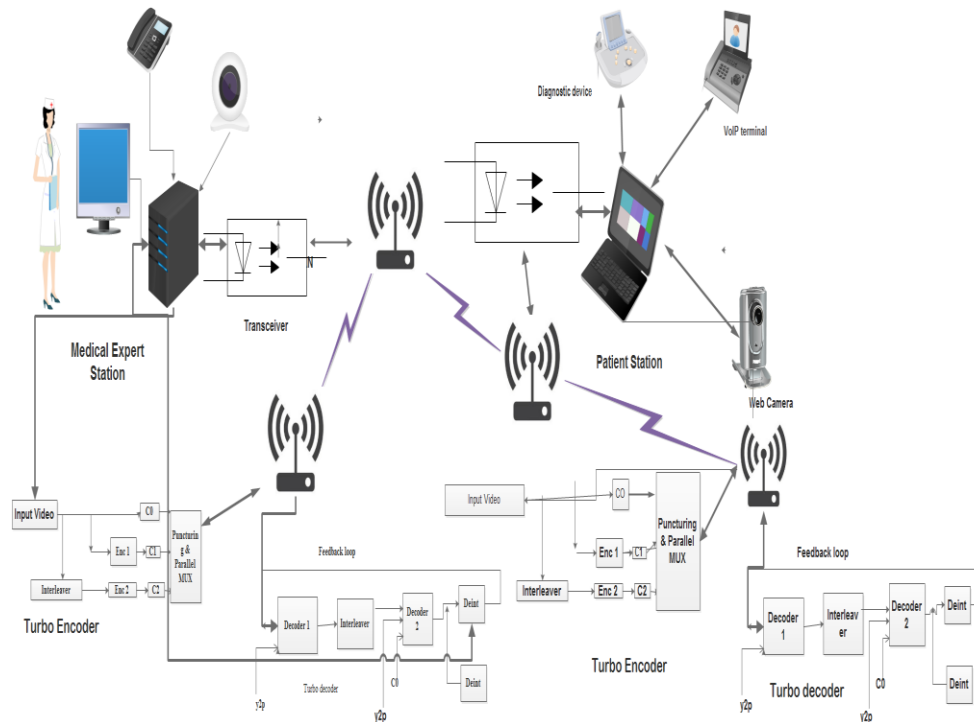 Diagnostic device
VoIP terminal
N
Transceiver
Medical Expert
Station
Patient Station
Web Camera
Input Video
C0
Enc 1
C1
Puncturin
g &
Parallel
MUX
Interleaver
Enc 2
C2
Turbo Encoder
Feedback loop
Decoder 1
Interleaver
Decoder
2
Deint
Deint
y2p
Turbo decoder
C0
y2p
Input Video
CO
Enc 1
C1
Puncturing
& Parallel
MUX
Interleaver
Enc 2
C2
Turbo Encoder
Feedback loop
Decoder
1
Interleav
er
Decoder
2
Deint
Deint
y2p
Turbo decoder
C0
y2p